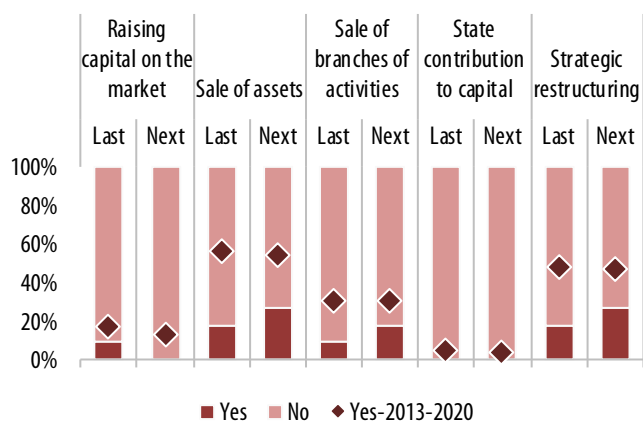 Raising capital on the market
Sale of assets
Sale of branches of activities
State contribution to capital
Strategic restructuring
Last Next Last Next Last Next Last Next Last Next
100%
80%
60%
40%
20%
0%
Yes No Yes-2013-2020